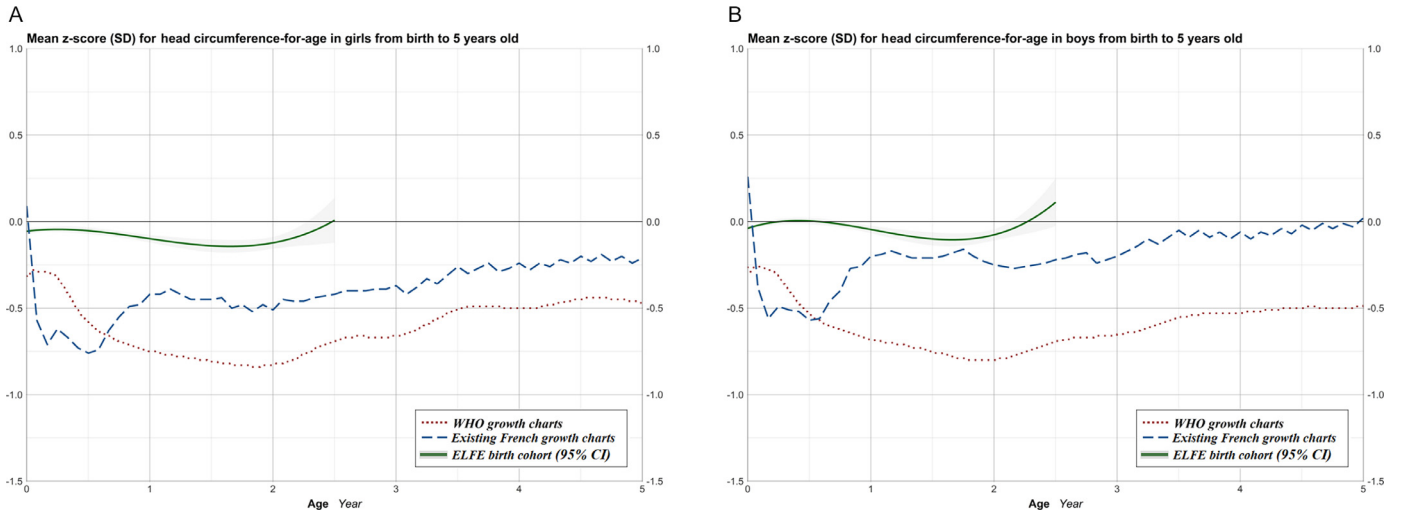 A
Mean z-score (SD) for head circumference-for-age in girls from birth to 5 years old
1.0 1.0
0.5 0.5
0.0 0.0
-0.5 -0.5
-1.0 -1.0
WHO growth charts
Existing French growth charts
ELFE birth cohort (95% CI)
-1.5 -1.5
0 1 2 3 4 5
Age Year
B
Mean z-score (SD) for head circumference-for-age in boys from birth to 5 years old
1.0 1.0
0.5 0.5
0.0 0.0
-0.5 -0.5
-1.0 -1.0
WHO growth charts
Existing French growth charts
ELFE birth cohort (95% CI)
-1.5 -1.5
0 1 2 3 4 5
Age Year